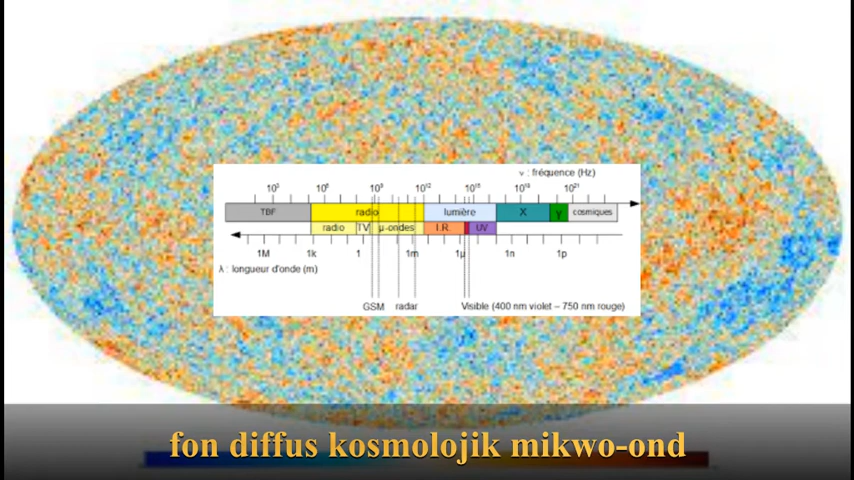 ν : fréquence (Hz)
10³ 10⁶ 10⁹ 10¹² 10¹⁵ 10¹⁸ 10²¹
TBF radio lumière X γ cosmiques
radio TV µ-ondes I.R. UV
1M 1k 1 1m 1µ 1n 1p
λ : longueur d'onde (m)
GSM radar Visible (400 nm violet – 750 nm rouge)
fon diffus kosmolojik mikwo-ond